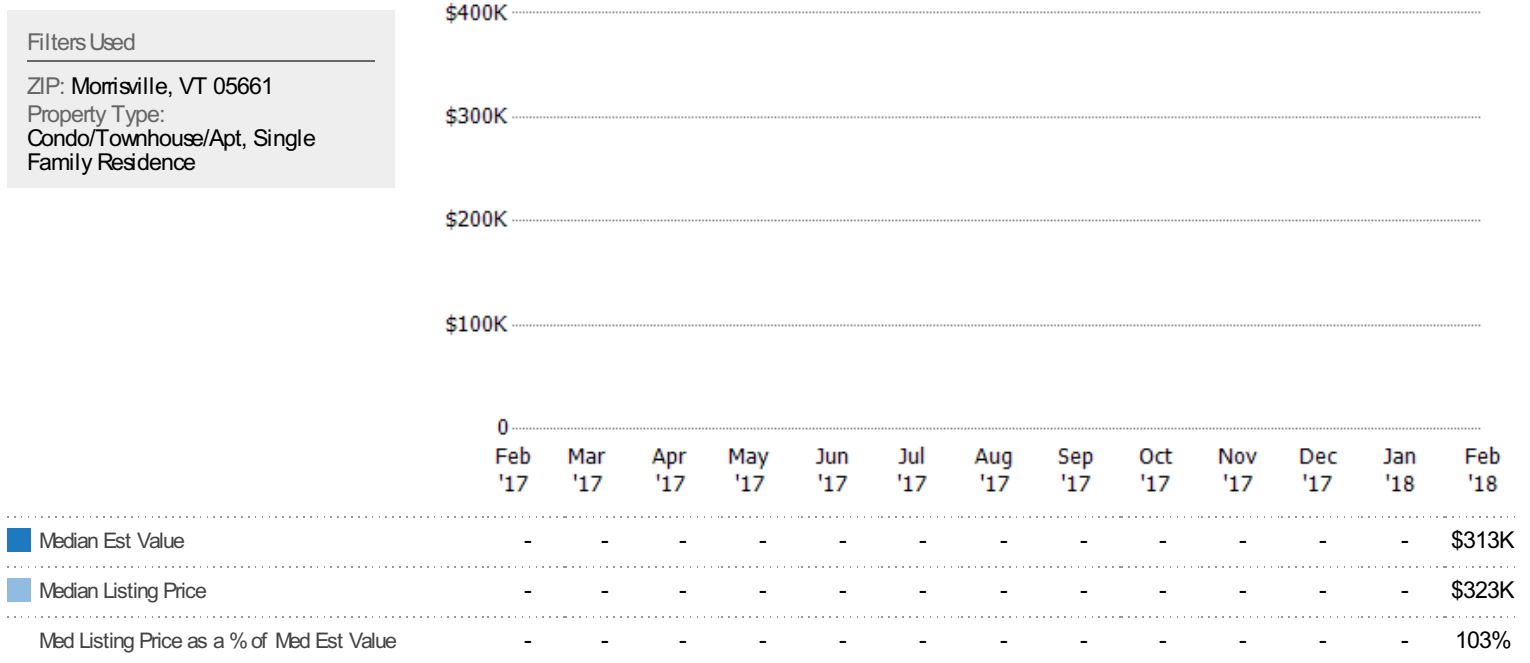 Filters Used
ZIP: Morrisville, VT 05661
Property Type:
Condo/Townhouse/Apt, Single
Family Residence
$400K
$300K
$200K
$100K
0
Feb Mar Apr May Jun Jul Aug Sep Oct Nov Dec Jan Feb
'17 '17 '17 '17 '17 '17 '17 '17 '17 '17 '17 '18 '18
Median Est Value - - - - - - - - - - - - $313K
Median Listing Price - - - - - - - - - - - - $323K
Med Listing Price as a % of Med Est Value - - - - - - - - - - - - 103%